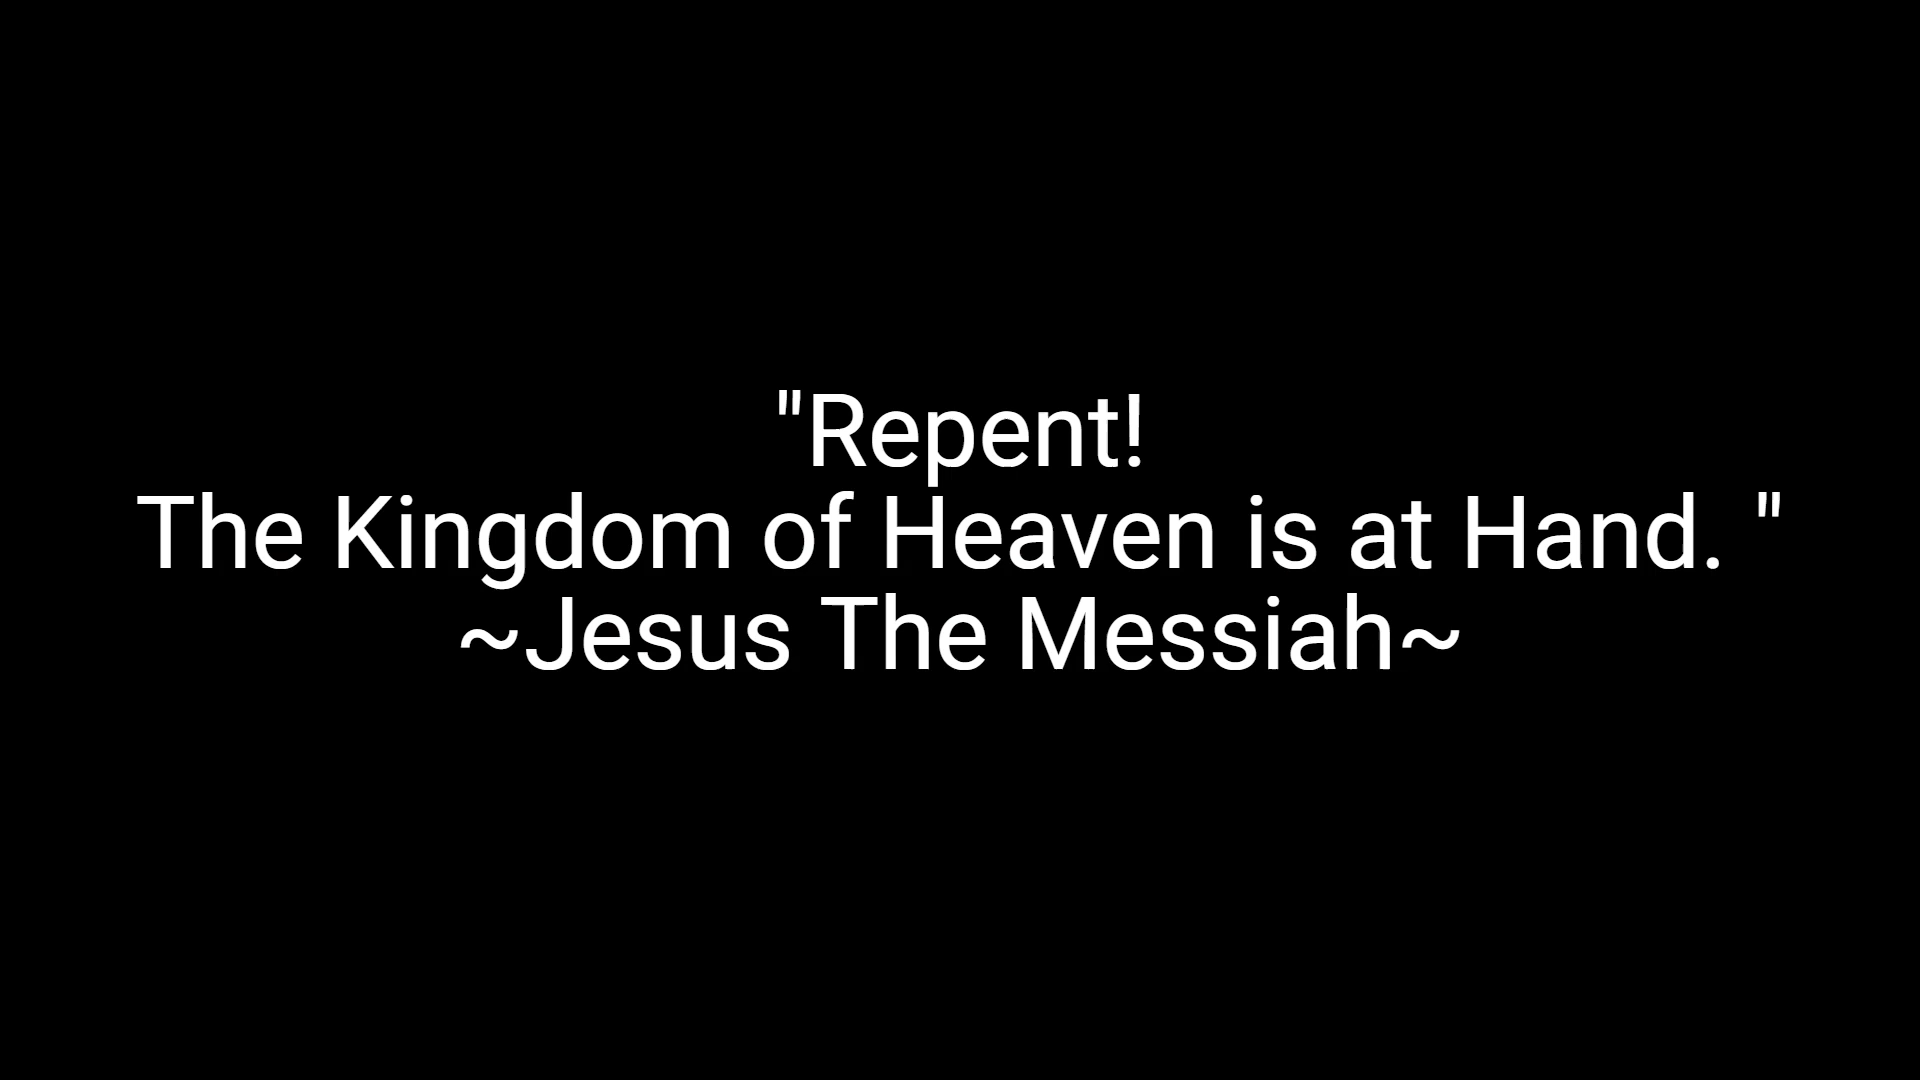 "Repent!
The Kingdom of Heaven is at Hand. "
~Jesus The Messiah~